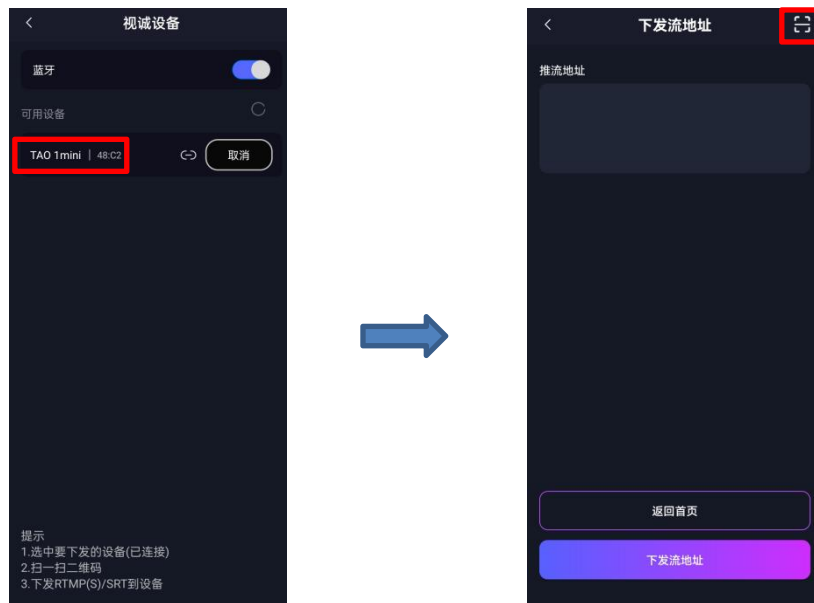 视诚设备
蓝牙
可用设备
TAO 1mini | 48:C2
取消
提示
1.选中要下发的设备(已连接)
2.扫一扫二维码
3.下发RTMP(S)/SRT到设备
下发流地址
推流地址
返回首页
下发流地址